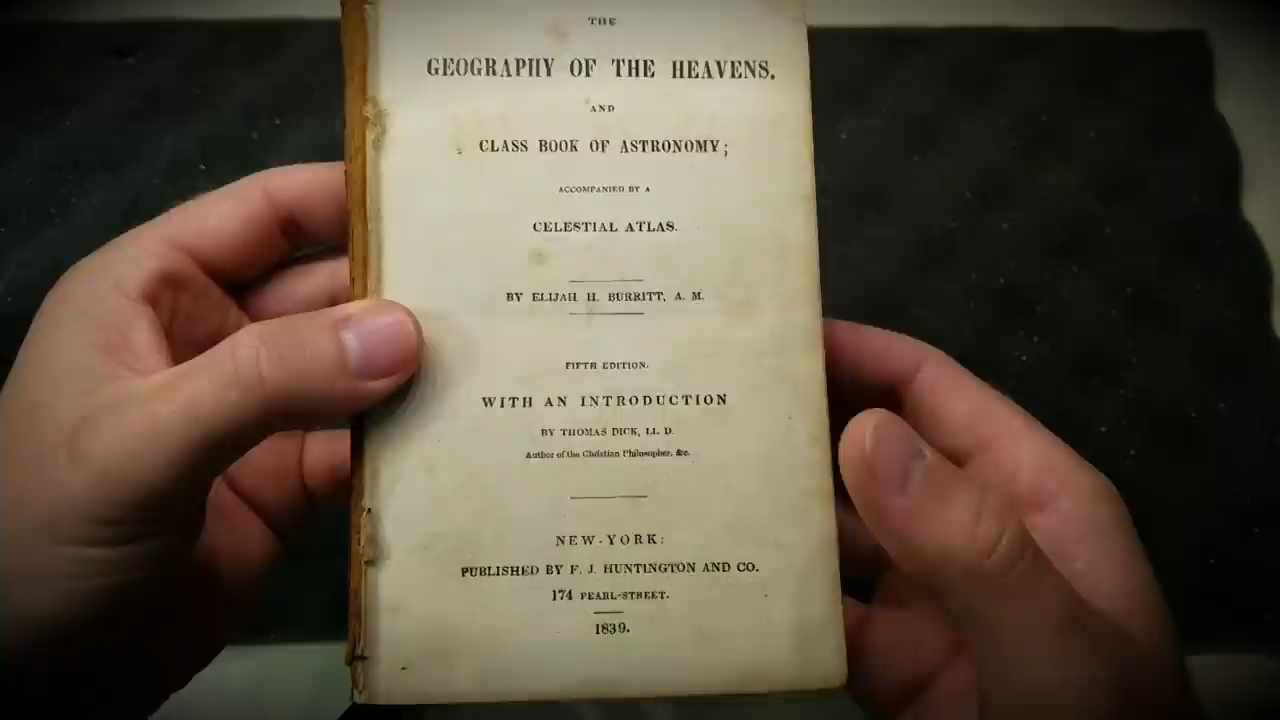 THE
GEOGRAPHY OF THE HEAVENS.
AND
CLASS BOOK OF ASTRONOMY;
ACCOMPANIED BY A
CELESTIAL ATLAS.
BY ELIJAH H. BURRITT, A. M.
FIFTH EDITION.
WITH AN INTRODUCTION
BY THOMAS DICK, LL. D.
Author of the Christian Philosopher, &c.
NEW-YORK:
PUBLISHED BY F. J. HUNTINGTON AND CO.
174 PEARL-STREET.
1839.